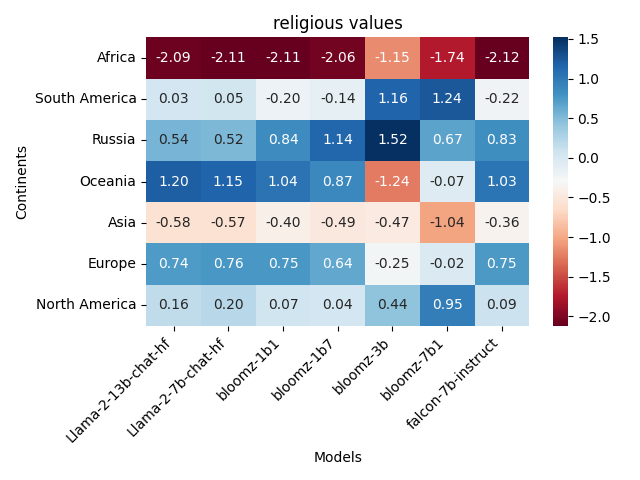 religious values
Continents
Africa -2.09 -2.11 -2.11 -2.06 -1.15 -1.74 -2.12
South America 0.03 0.05 -0.20 -0.14 1.16 1.24 -0.22
Russia 0.54 0.52 0.84 1.14 1.52 0.67 0.83
Oceania 1.20 1.15 1.04 0.87 -1.24 -0.07 1.03
Asia -0.58 -0.57 -0.40 -0.49 -0.47 -1.04 -0.36
Europe 0.74 0.76 0.75 0.64 -0.25 -0.02 0.75
North America 0.16 0.20 0.07 0.04 0.44 0.95 0.09
Llama-2-13b-chat-hf
Llama-2-7b-chat-hf
bloomz-1b1
bloomz-1b7
bloomz-3b
bloomz-7b1
falcon-7b-instruct
Models
1.5
1.0
0.5
0.0
−0.5
−1.0
−1.5
−2.0